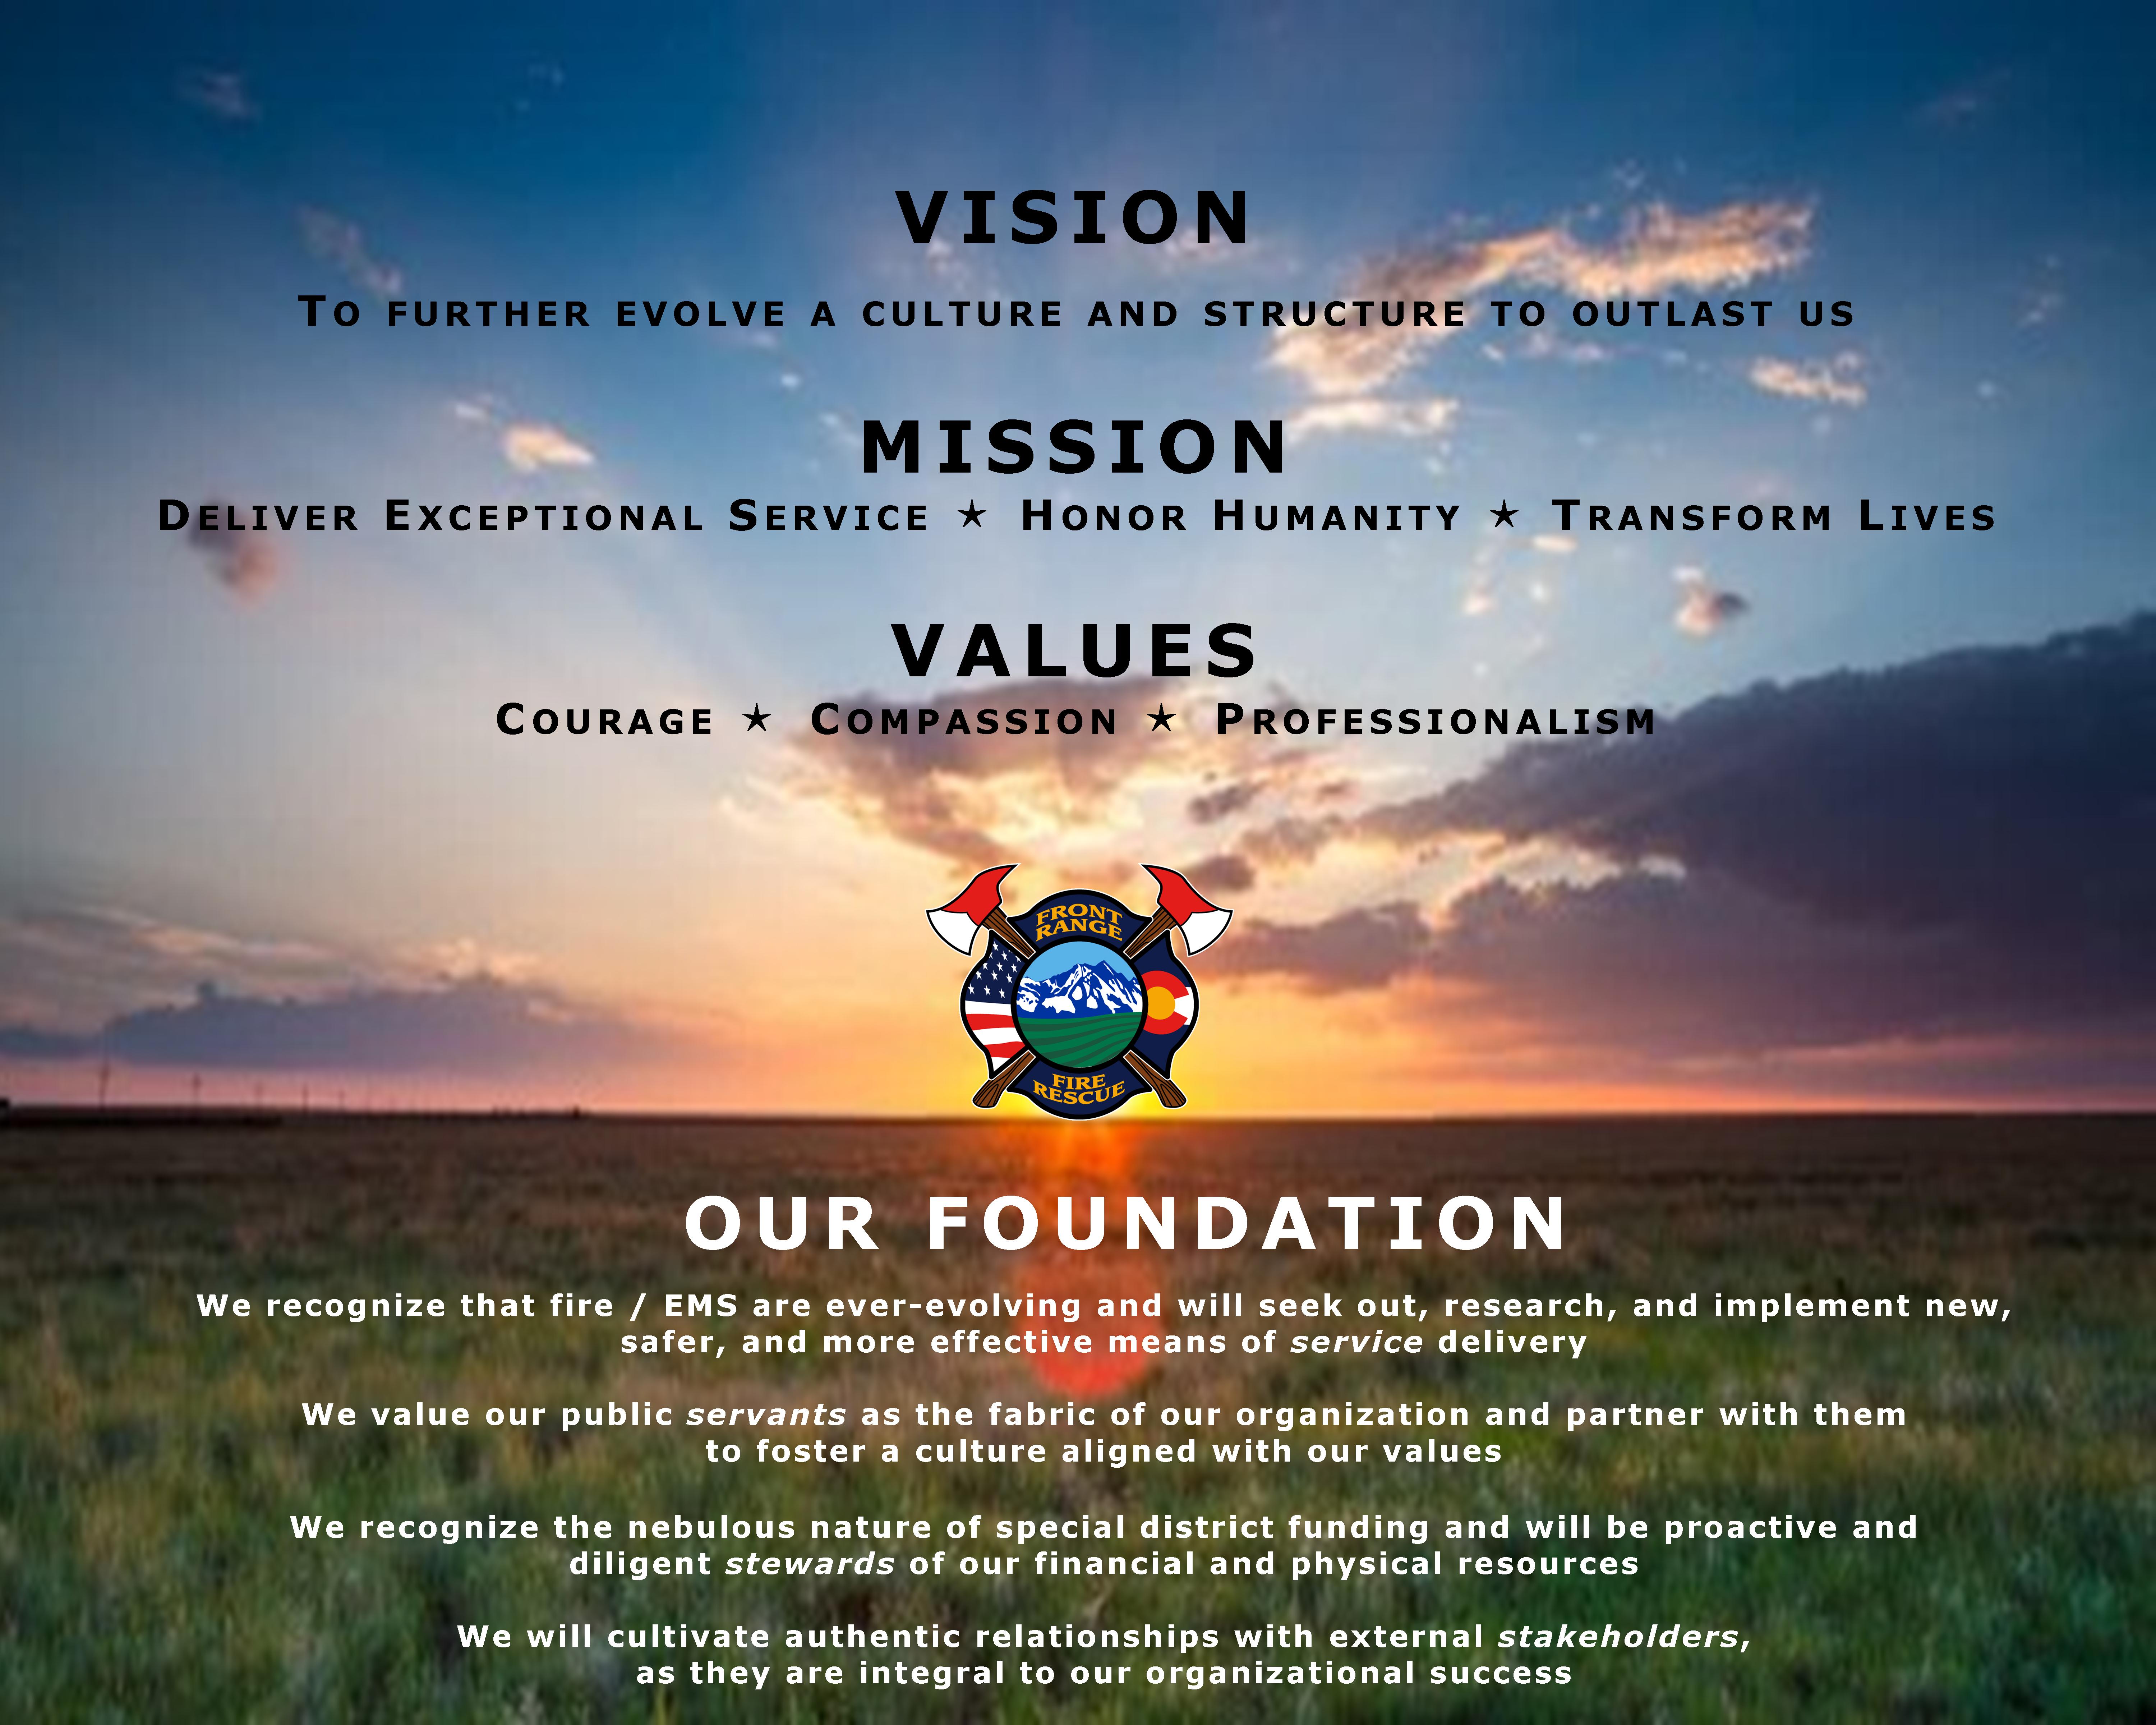 VISION
TO FURTHER EVOLVE A CULTURE AND STRUCTURE TO OUTLAST US
MISSION
DELIVER EXCEPTIONAL SERVICE ★ HONOR HUMANITY ★ TRANSFORM LIVES
VALUES
COURAGE ★ COMPASSION ★ PROFESSIONALISM
FRONT
RANGE
FIRE
RESCUE
OUR FOUNDATION
We recognize that fire / EMS are ever-evolving and will seek out, research, and implement new,
safer, and more effective means of service delivery
We value our public servants as the fabric of our organization and partner with them
to foster a culture aligned with our values
We recognize the nebulous nature of special district funding and will be proactive and
diligent stewards of our financial and physical resources
We will cultivate authentic relationships with external stakeholders,
as they are integral to our organizational success